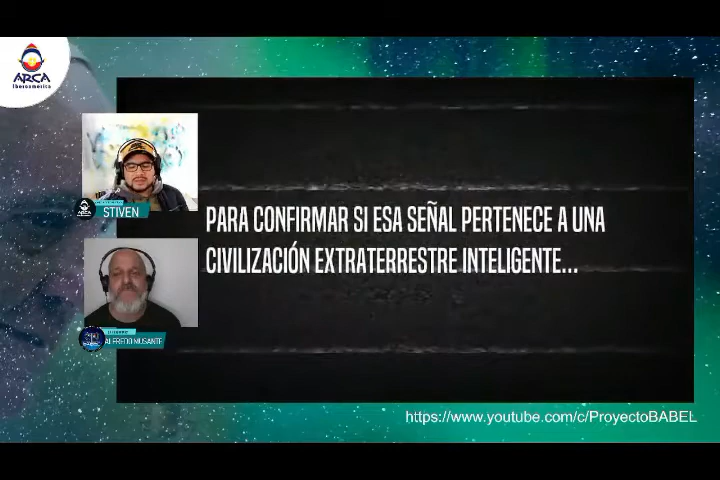 ARCA
Iberoamérica
ARCA
STIVEN
PARA CONFIRMAR SI ESA SEÑAL PERTENECE A UNA
CIVILIZACIÓN EXTRATERRESTRE INTELIGENTE...
ALFREDO MUSANTE
https://www.youtube.com/c/ProyectoBABEL